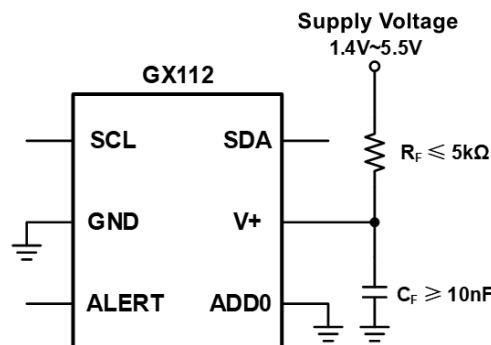 Supply Voltage
1.4V~5.5V
GX112
SCL
SDA
R_F ≤ 5kΩ
GND
V+
ALERT
ADD0
C_F ≥ 10nF